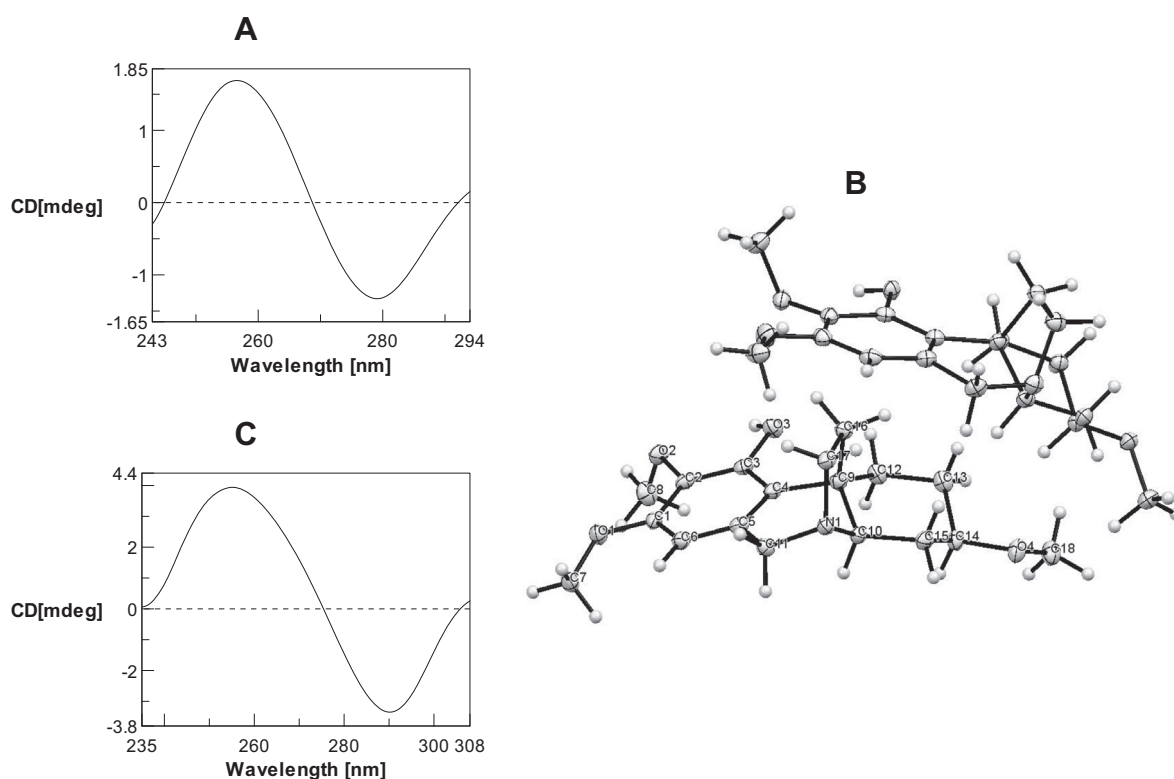 A
1.85
1
0
CD[mdeg]
-1
-1.65
243
260
280
294
Wavelength [nm]
B
C
4.4
2
0
CD[mdeg]
-2
-3.8
235
260
280
300
308
Wavelength [nm]
C16
O3
C17
O2
C3
C12
C2
C9
C13
C8
C4
C1
C5
O1
N1
C6
C10
C15
C14
C11
O4
C18
C7